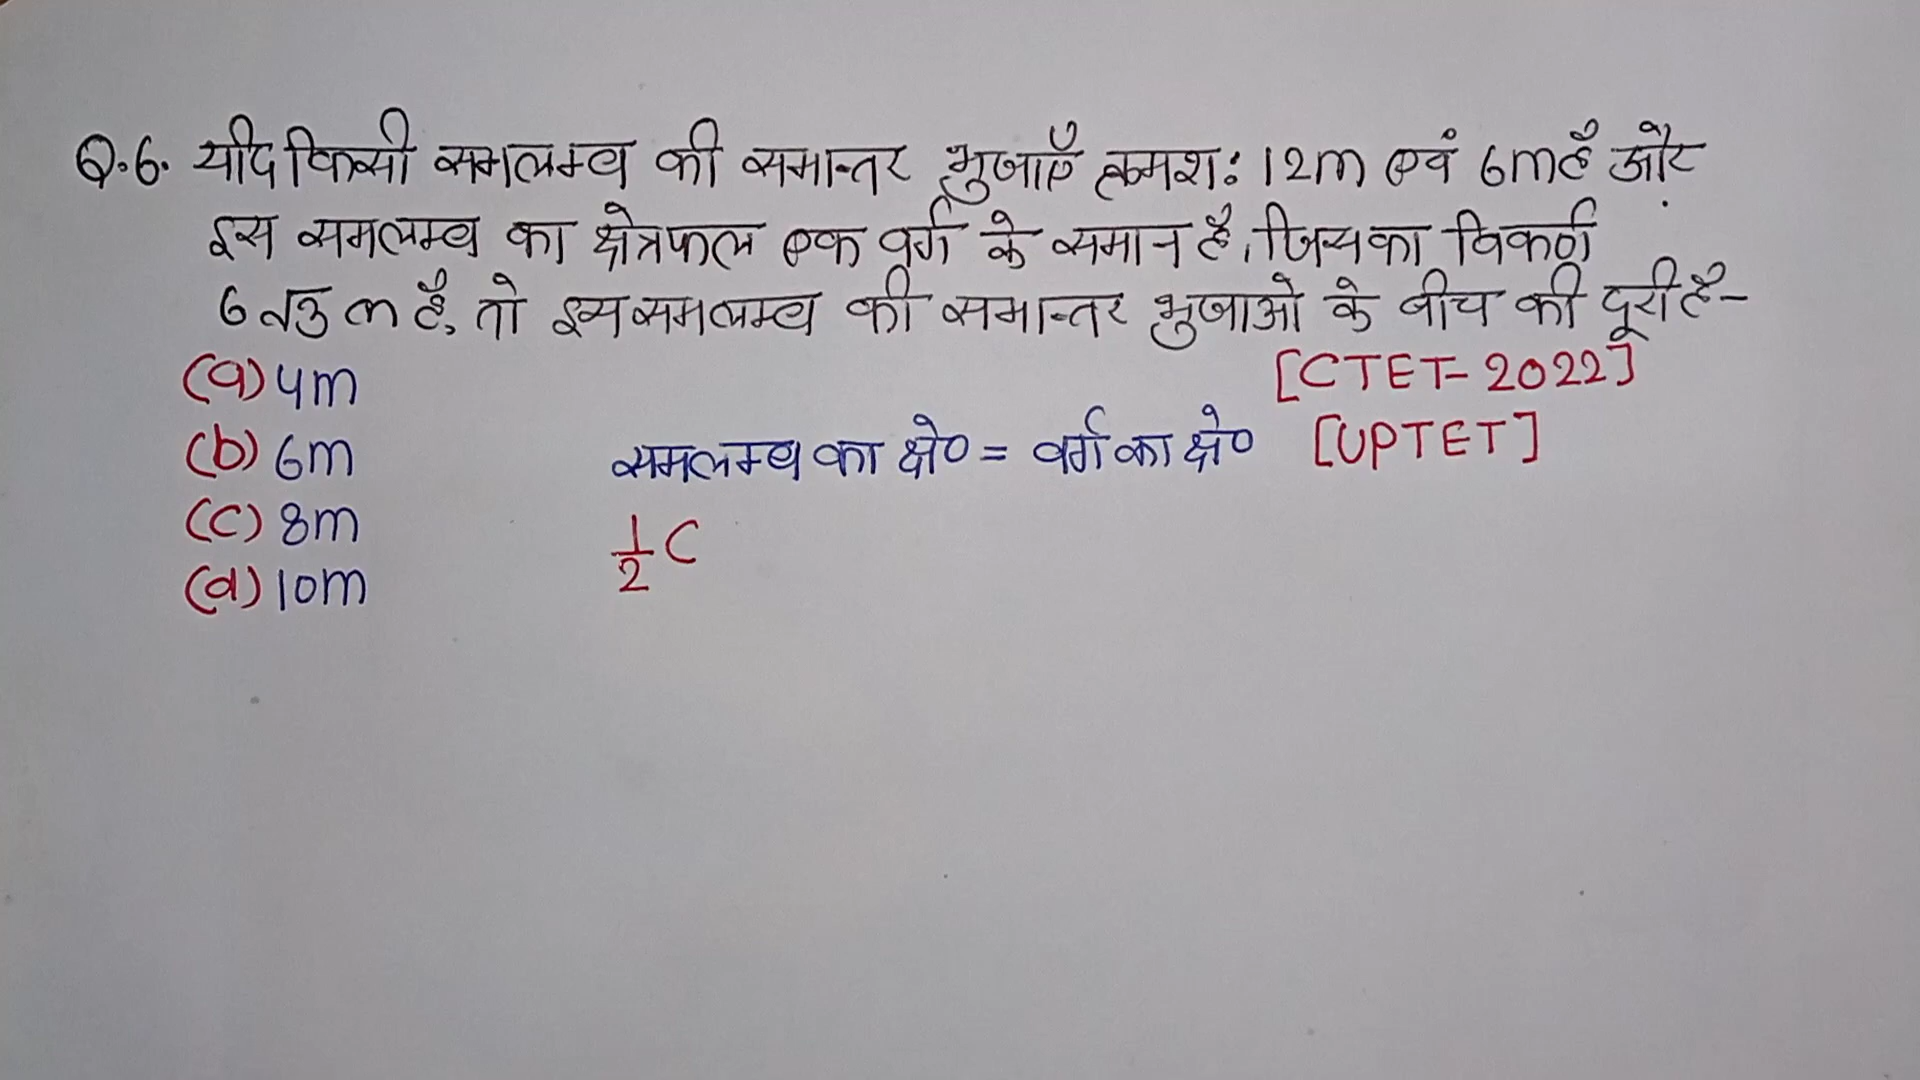 Q.6. यदि किसी समलम्ब की समान्तर भुजाएँ क्रमश: 12m एवं 6m है और
इस समलम्ब का क्षेत्रफल एक वर्ग के समान है, जिसका विकर्ण
6√3 m है, तो इस समलम्ब की समान्तर भुजाओ के बीच की दूरी है-
(a) 4m
[CTET-2022]
(b) 6m
समलम्ब का क्षे० = वर्ग का क्षे०
[UPTET]
(c) 8m
1/2 (
(d) 10m